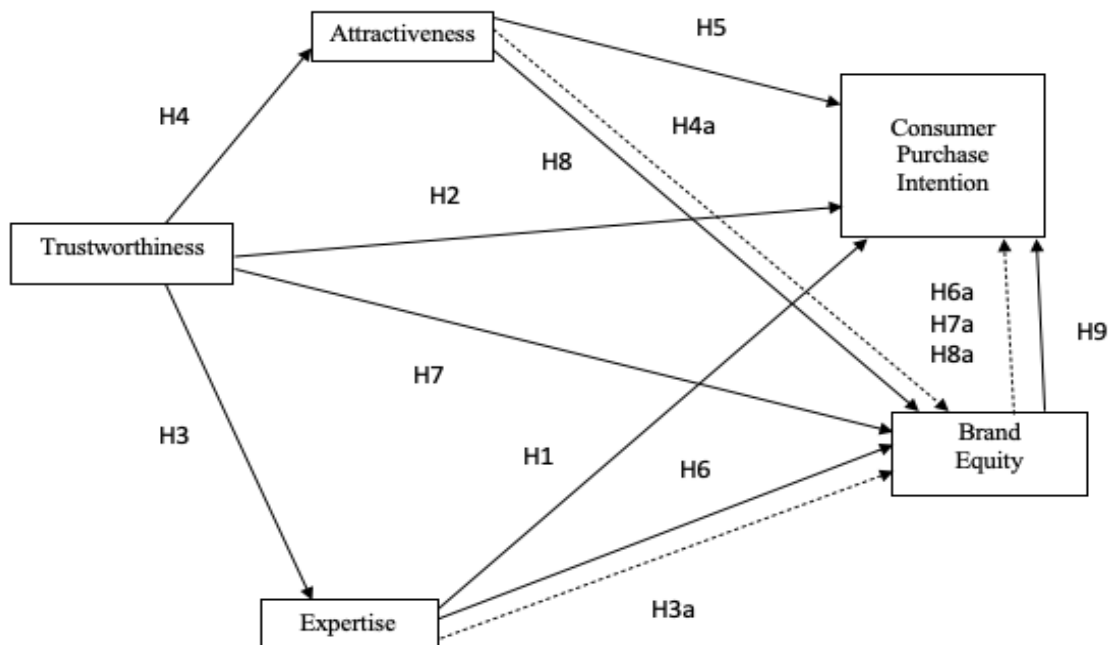 Attractiveness
H5
H4
H4a
Consumer
Purchase
Intention
H8
H2
Trustworthiness
H6a
H7a
H8a
H9
H7
H3
H1
H6
Brand
Equity
Expertise
H3a